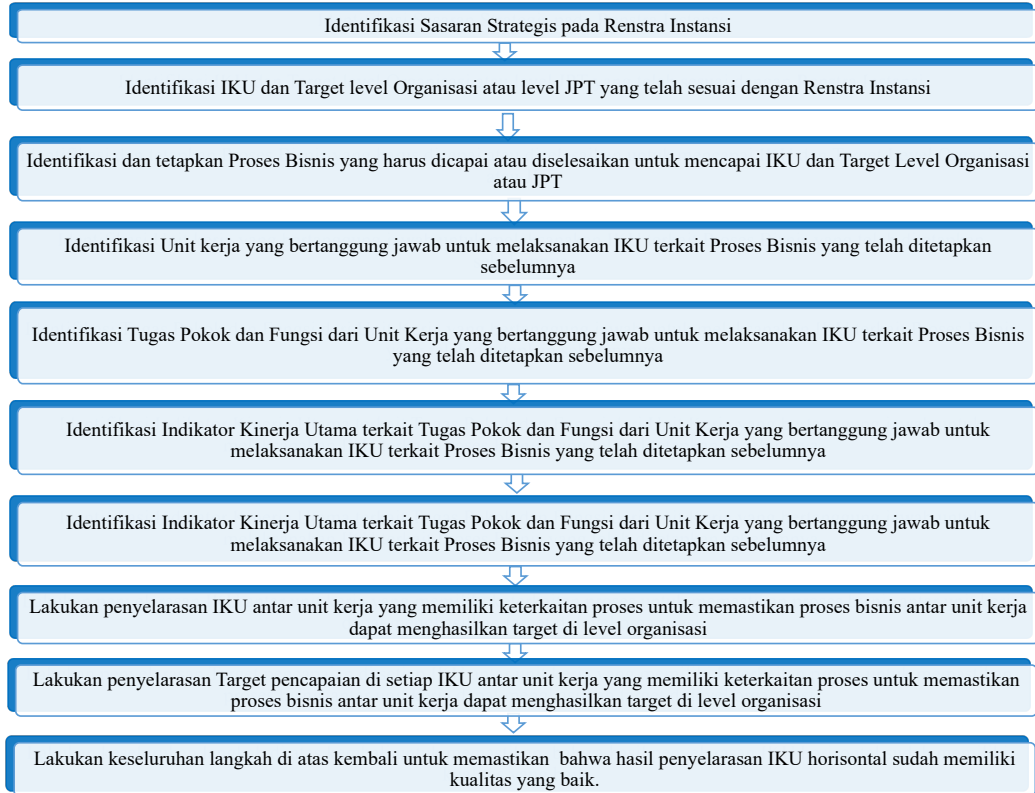 Identifikasi Sasaran Strategis pada Renstra Instansi
Identifikasi IKU dan Target level Organisasi atau level JPT yang telah sesuai dengan Renstra Instansi
Identifikasi dan tetapkan Proses Bisnis yang harus dicapai atau diselesaikan untuk mencapai IKU dan Target Level Organisasi
atau JPT
Identifikasi Unit kerja yang bertanggung jawab untuk melaksanakan IKU terkait Proses Bisnis yang telah ditetapkan
sebelumnya
Identifikasi Tugas Pokok dan Fungsi dari Unit Kerja yang bertanggung jawab untuk melaksanakan IKU terkait Proses Bisnis
yang telah ditetapkan sebelumnya
Identifikasi Indikator Kinerja Utama terkait Tugas Pokok dan Fungsi dari Unit Kerja yang bertanggung jawab untuk
melaksanakan IKU terkait Proses Bisnis yang telah ditetapkan sebelumnya
Identifikasi Indikator Kinerja Utama terkait Tugas Pokok dan Fungsi dari Unit Kerja yang bertanggung jawab untuk
melaksanakan IKU terkait Proses Bisnis yang telah ditetapkan sebelumnya
Lakukan penyelarasan IKU antar unit kerja yang memiliki keterkaitan proses untuk memastikan proses bisnis antar unit kerja
dapat menghasilkan target di level organisasi
Lakukan penyelarasan Target pencapaian di setiap IKU antar unit kerja yang memiliki keterkaitan proses untuk memastikan
proses bisnis antar unit kerja dapat menghasilkan target di level organisasi
Lakukan keseluruhan langkah di atas kembali untuk memastikan bahwa hasil penyelarasan IKU horisontal sudah memiliki
kualitas yang baik.